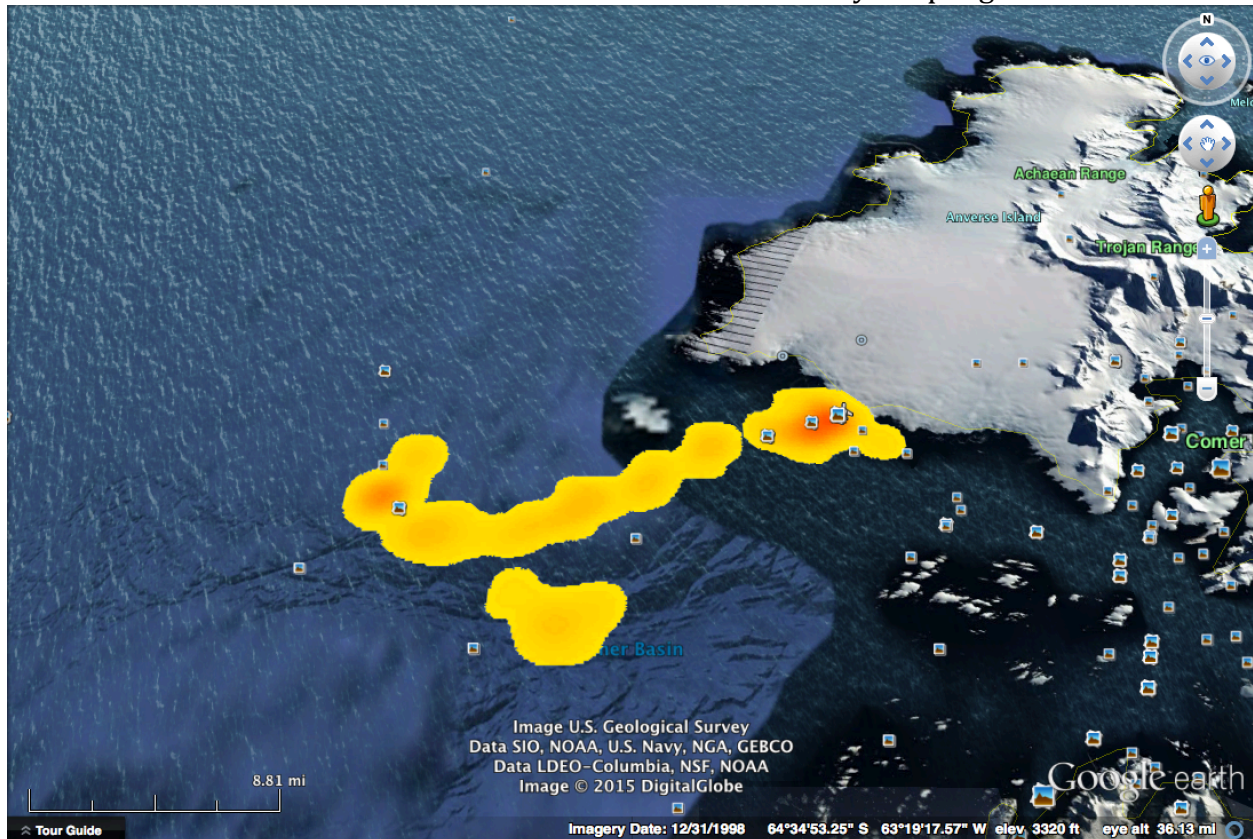 N
Achaean Range
Anverse Island
Trojan Range
Comer
ner Basin
Image U.S. Geological Survey
Data SIO, NOAA, U.S. Navy, NGA, GEBCO
Data LDEO-Columbia, NSF, NOAA
Image © 2015 DigitalGlobe
8.81 mi
Google earth
Tour Guide
Imagery Date: 12/31/1998 64°34'53.25" S 63°19'17.57" W elev 3320 ft eye alt 36.13 mi